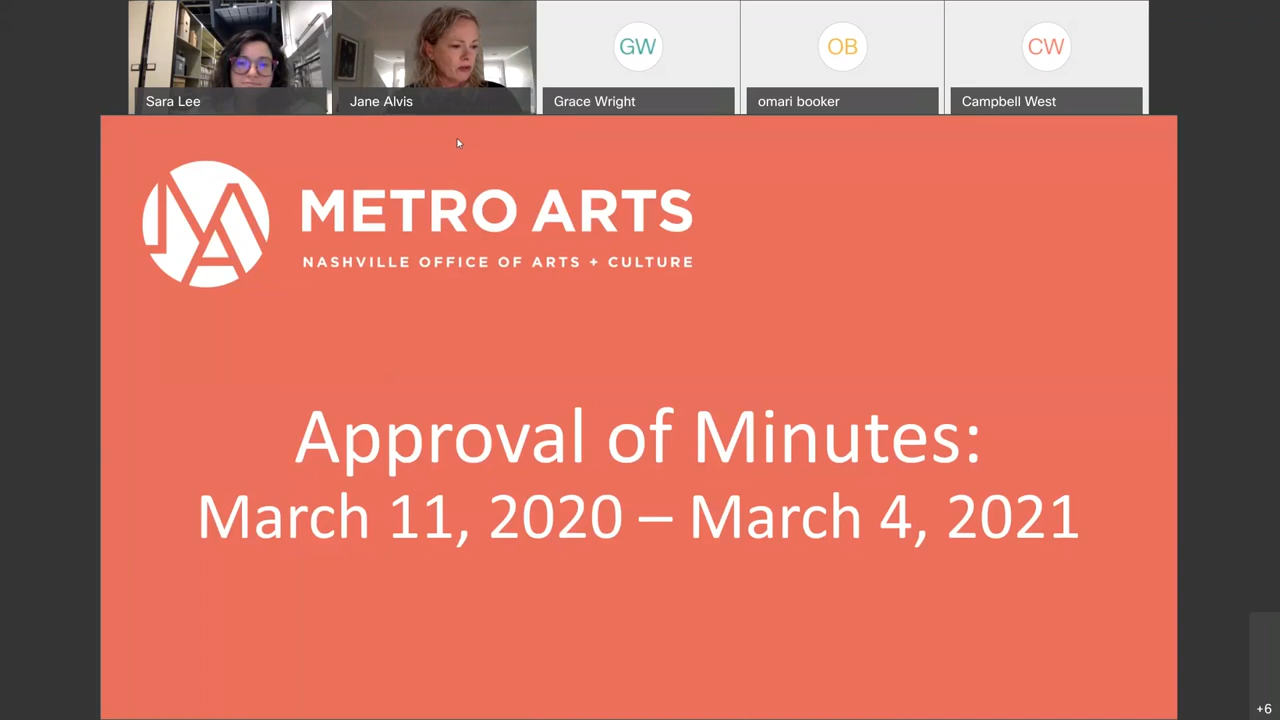 GW
OB
CW
Sara Lee
Jane Alvis
Grace Wright
omari booker
Campbell West
MA
METRO ARTS
NASHVILLE OFFICE OF ARTS + CULTURE
Approval of Minutes:
March 11, 2020 – March 4, 2021
+6